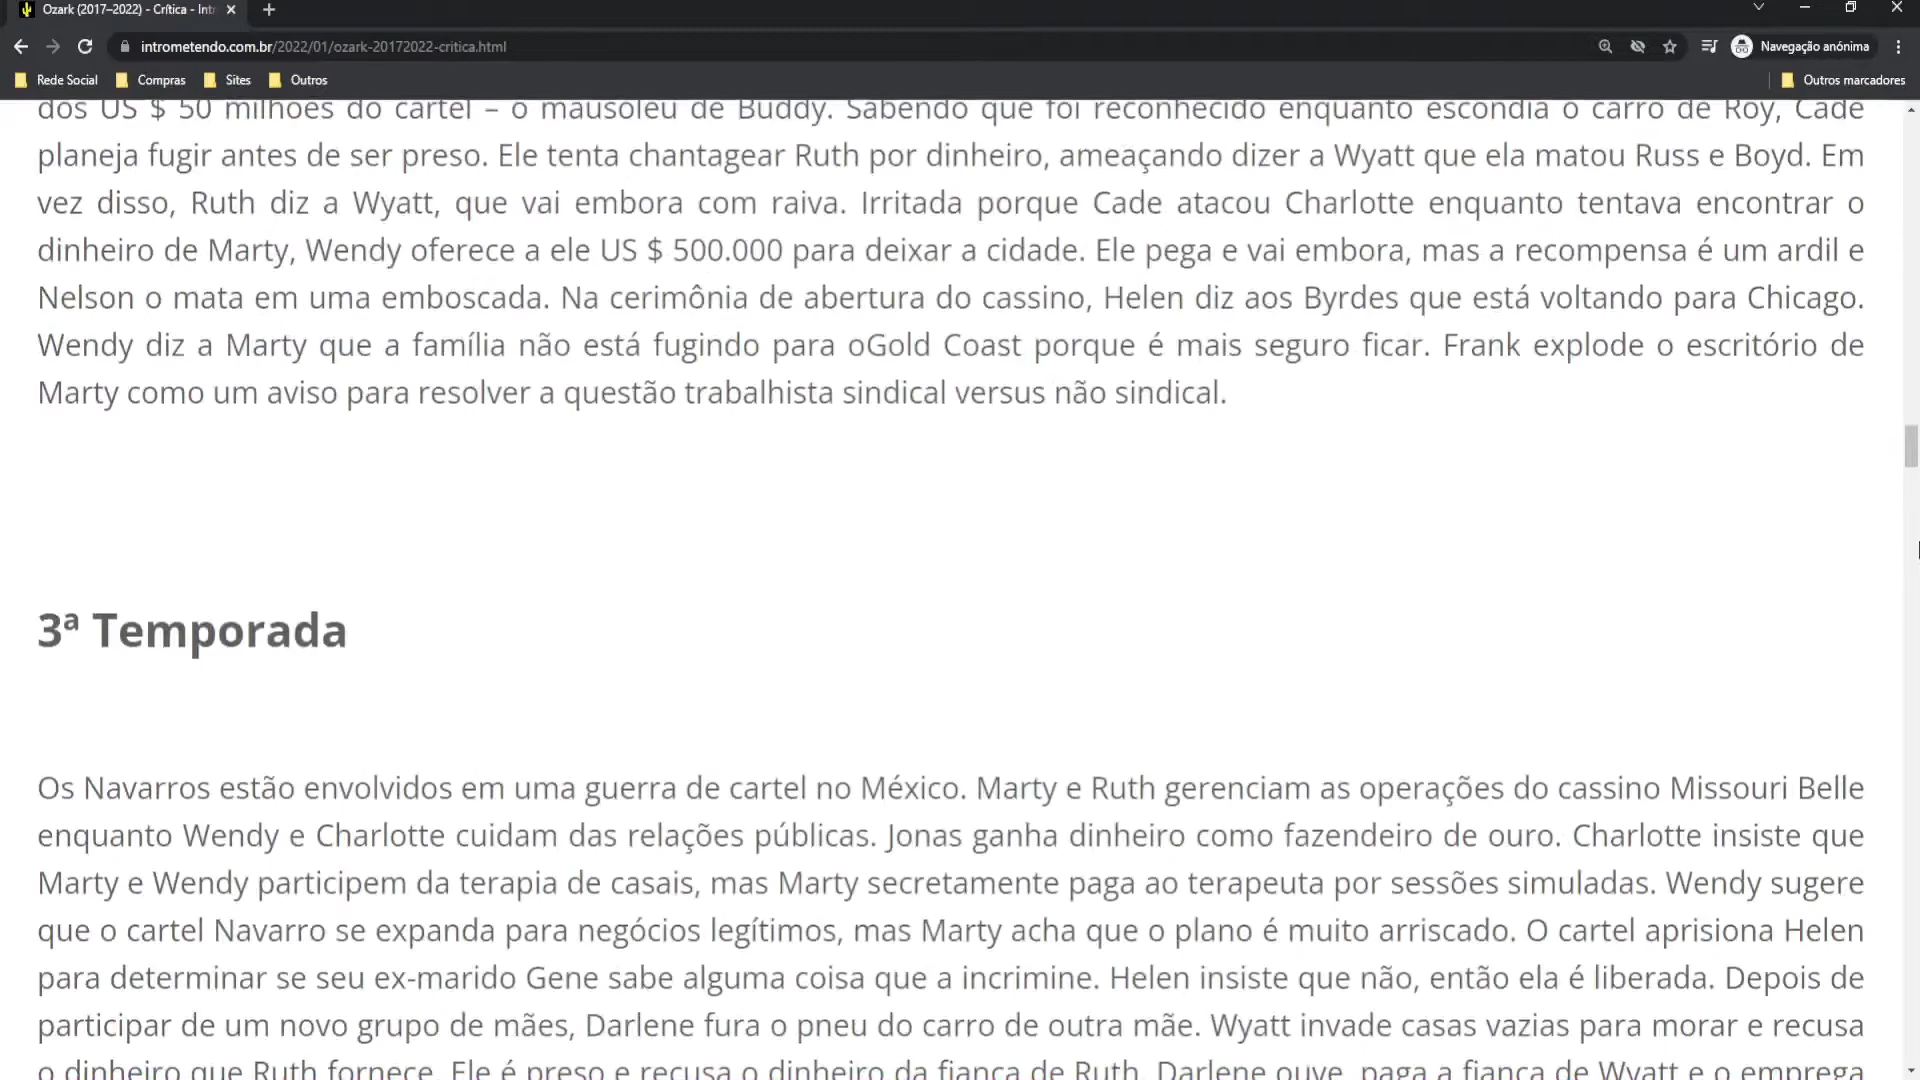 Ozark (2017–2022) - Crítica - Intr
intrometendo.com.br/2022/01/ozark-20172022-critica.html
Navegação anónima
Rede Social
Compras
Sites
Outros
Outros marcadores
dos US $ 50 milhões do cartel – o mausoléu de Buddy. Sabendo que foi reconhecido enquanto escondia o carro de Roy, Cade
planeja fugir antes de ser preso. Ele tenta chantagear Ruth por dinheiro, ameaçando dizer a Wyatt que ela matou Russ e Boyd. Em
vez disso, Ruth diz a Wyatt, que vai embora com raiva. Irritada porque Cade atacou Charlotte enquanto tentava encontrar o
dinheiro de Marty, Wendy oferece a ele US $ 500.000 para deixar a cidade. Ele pega e vai embora, mas a recompensa é um ardil e
Nelson o mata em uma emboscada. Na cerimônia de abertura do cassino, Helen diz aos Byrdes que está voltando para Chicago.
Wendy diz a Marty que a família não está fugindo para oGold Coast porque é mais seguro ficar. Frank explode o escritório de
Marty como um aviso para resolver a questão trabalhista sindical versus não sindical.
3ª Temporada
Os Navarros estão envolvidos em uma guerra de cartel no México. Marty e Ruth gerenciam as operações do cassino Missouri Belle
enquanto Wendy e Charlotte cuidam das relações públicas. Jonas ganha dinheiro como fazendeiro de ouro. Charlotte insiste que
Marty e Wendy participem da terapia de casais, mas Marty secretamente paga ao terapeuta por sessões simuladas. Wendy sugere
que o cartel Navarro se expanda para negócios legítimos, mas Marty acha que o plano é muito arriscado. O cartel aprisiona Helen
para determinar se seu ex-marido Gene sabe alguma coisa que a incrimine. Helen insiste que não, então ela é liberada. Depois de
participar de um novo grupo de mães, Darlene fura o pneu do carro de outra mãe. Wyatt invade casas vazias para morar e recusa
o dinheiro que Ruth fornece. Ele é preso e recusa o dinheiro da fiança de Ruth. Darlene ouve, paga a fiança de Wyatt e o emprega